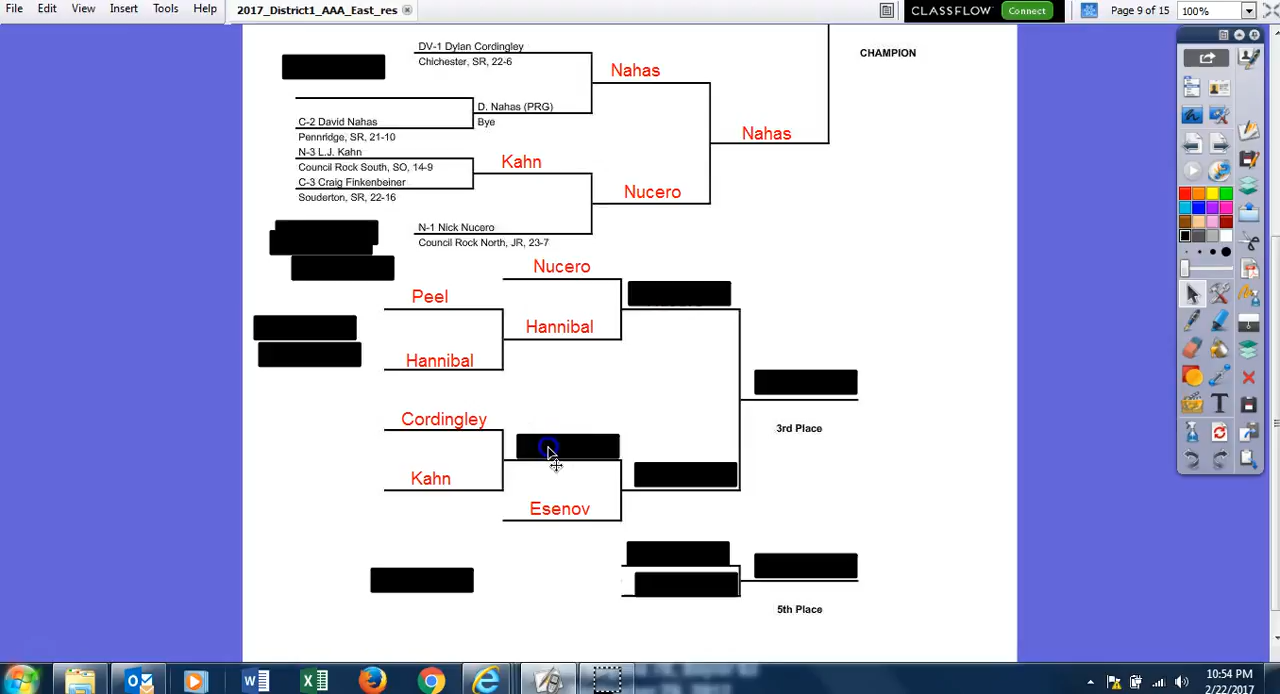 File Edit View Insert Tools Help 2017_District1_AAA_East_res CLASSFLOW Connect Page 9 of 15 100%
DV-1 Dylan Cordingley
Chichester, SR, 22-6
CHAMPION
Nahas
D. Nahas (PRG)
Bye
C-2 David Nahas
Pennridge, SR, 21-10
Nahas
N-3 L.J. Kahn
Council Rock South, SO, 14-9
Kahn
C-3 Craig Finkenbeiner
Souderton, SR, 22-16
Nucero
N-1 Nick Nucero
Council Rock North, JR, 23-7
Nucero
Peel
Hannibal
Hannibal
Cordingley
3rd Place
Kahn
Esenov
5th Place
10:54 PM
2/22/2017